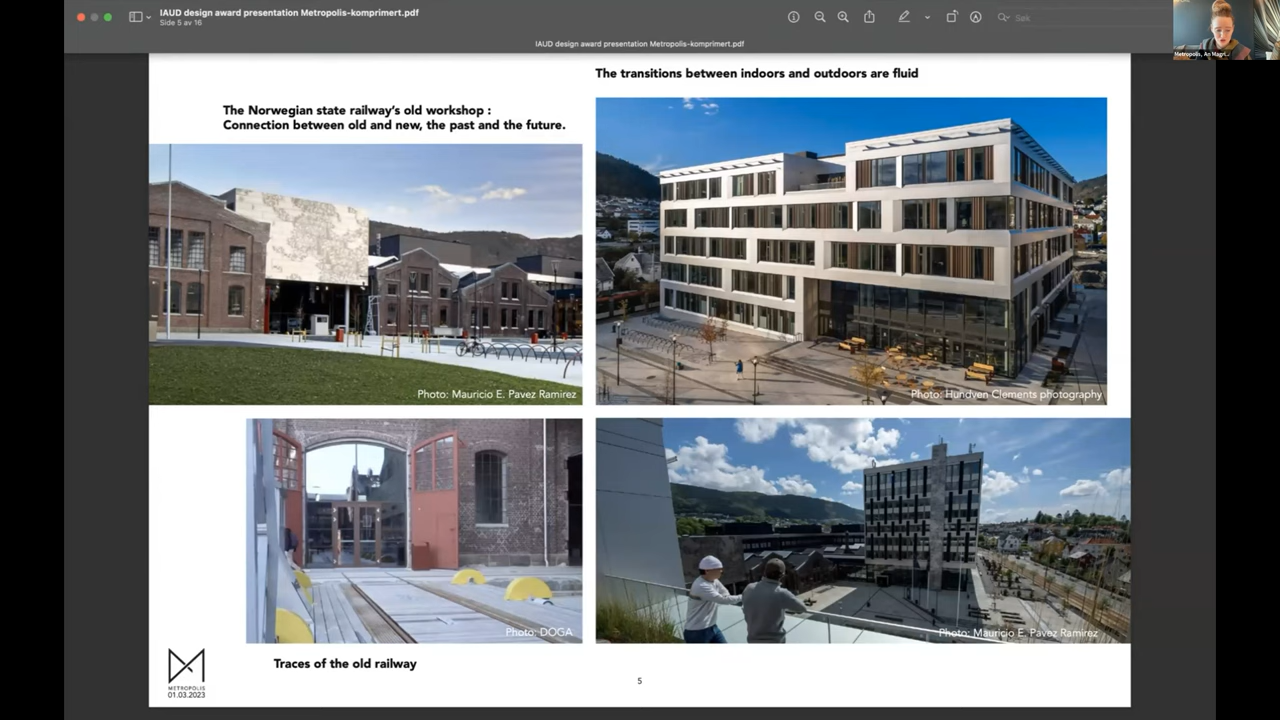 IAUD design award presentation Metropolis-komprimert.pdf
Side 5 av 16
Søk
IAUD design award presentation Metropolis-komprimert.pdf
Metropolis, An Magri...
The transitions between indoors and outdoors are fluid
The Norwegian state railway's old workshop :
Connection between old and new, the past and the future.
Photo: Mauricio E. Pavez Ramirez
Photo: Hundven Clements photography
Photo: DOGA
Photo: Mauricio E. Pavez Ramirez
Traces of the old railway
METROPOLIS
01.03.2023
5